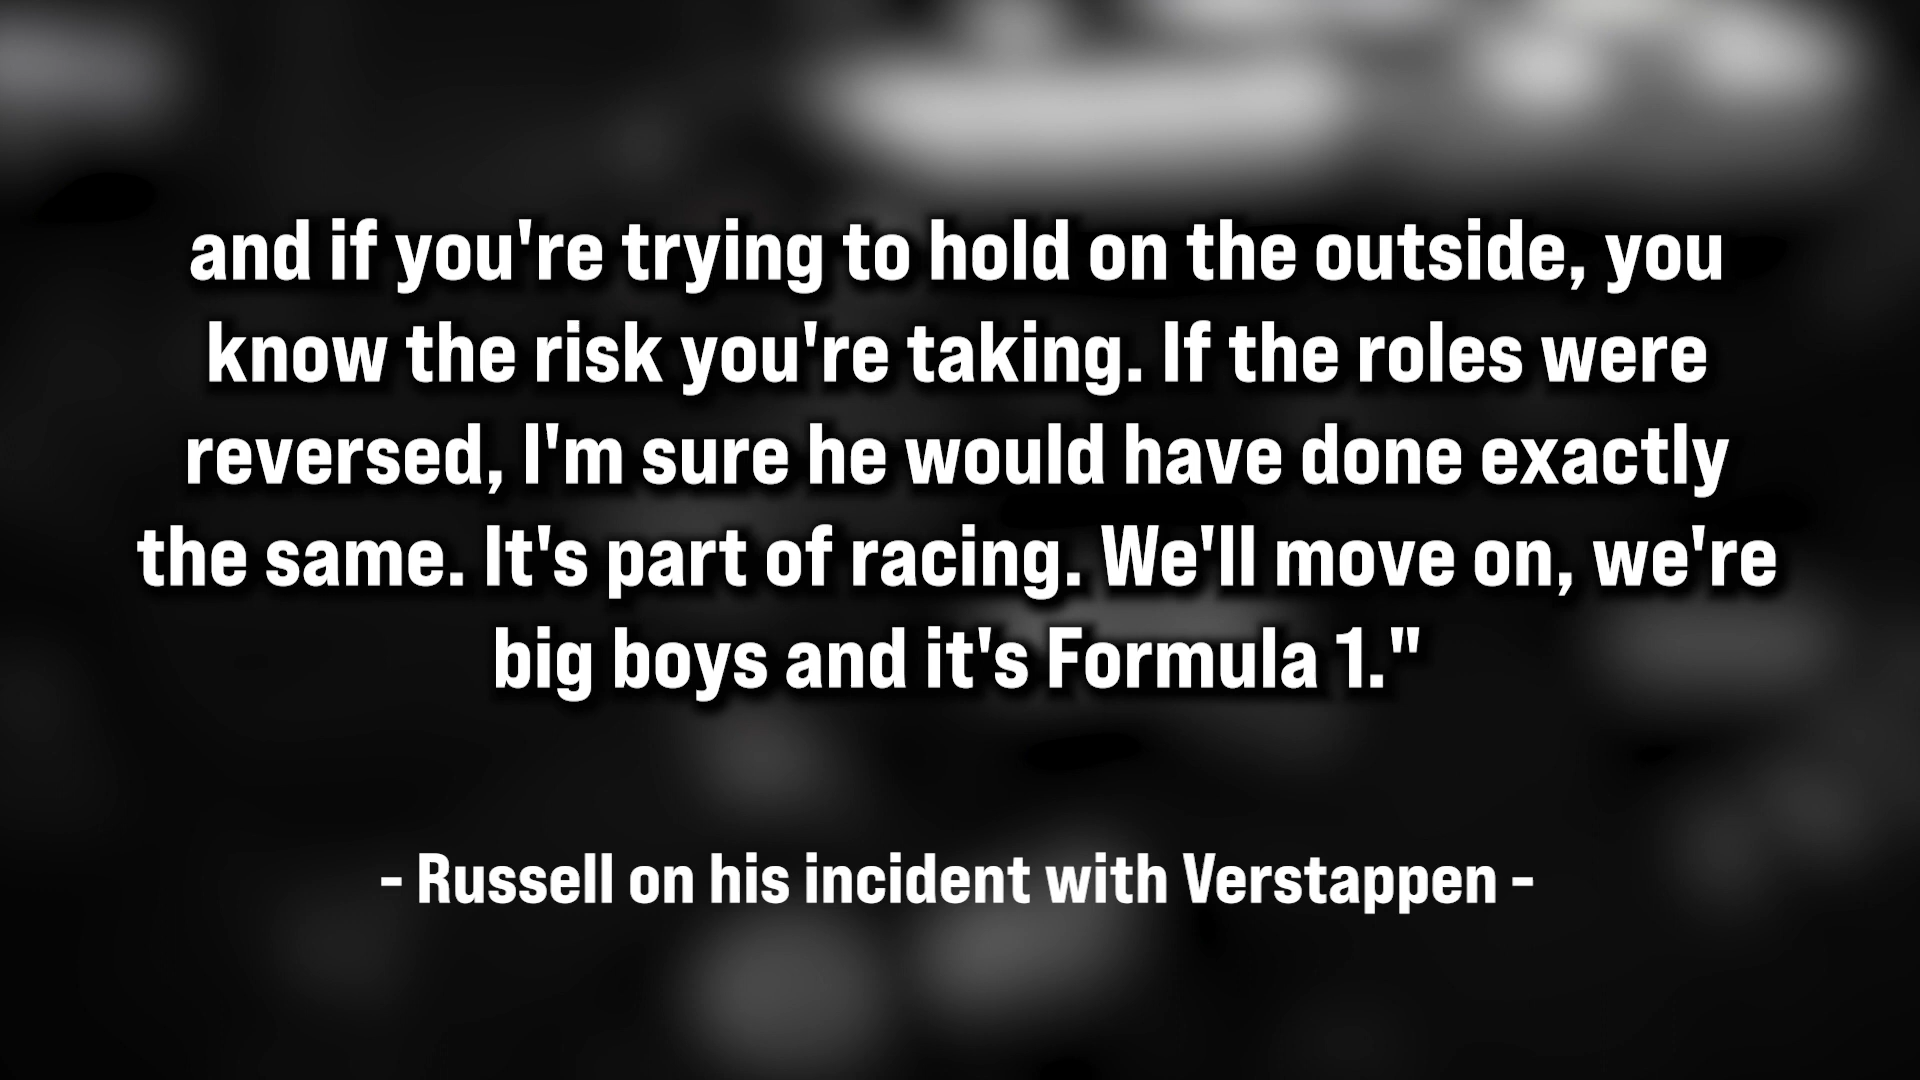 and if you're trying to hold on the outside, you
know the risk you're taking. If the roles were
reversed, I'm sure he would have done exactly
the same. It's part of racing. We'll move on, we're
big boys and it's Formula 1."
- Russell on his incident with Verstappen -